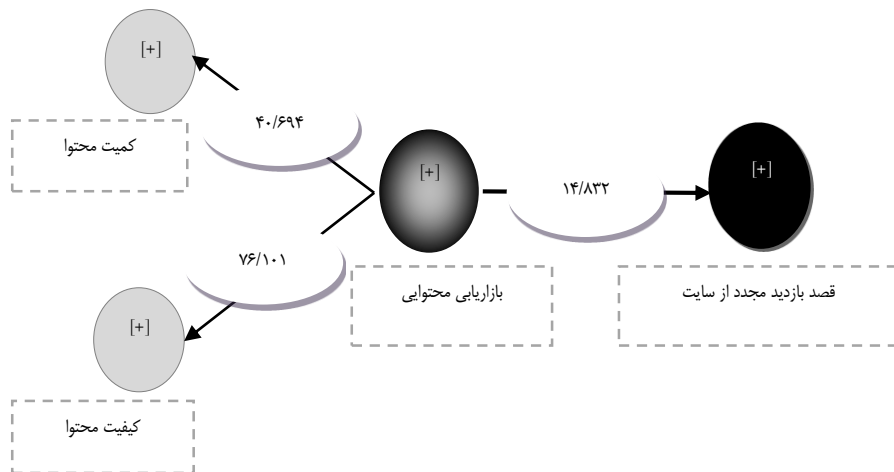 [+]
۴۰/۶۹۴
کمیت محتوا
[+]
۱۴/۸۳۲
[+]
۷۶/۱۰۱
قصد بازدید مجدد از سایت
بازاریابی محتوایی
[+]
کیفیت محتوا